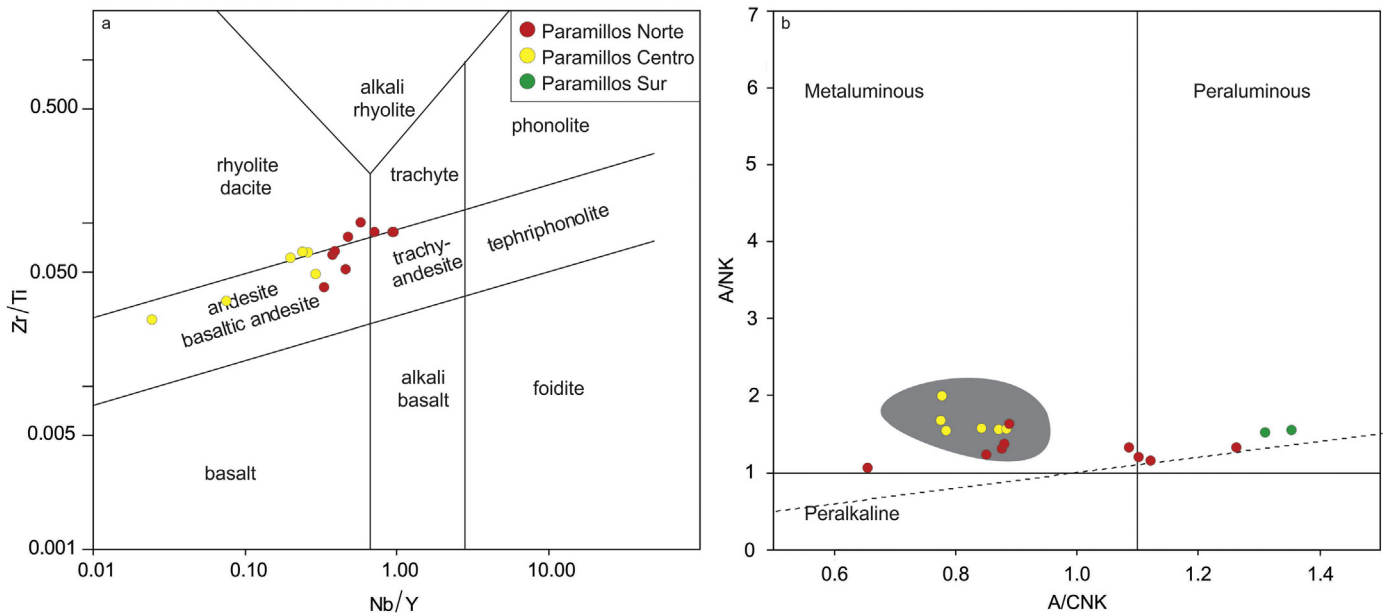 a
Paramillos Norte
Paramillos Centro
Paramillos Sur
alkali
rhyolite
phonolite
rhyolite
dacite
trachyte
tephriphonolite
trachy-
andesite
andesite
basaltic andesite
alkali
basalt
foidite
basalt
0.500
0.050
0.005
0.001
Zr/Ti
0.01
0.10
1.00
10.00
Nb/Y
b
Metaluminous
Peraluminous
Peralkaline
7
6
5
4
3
2
1
0
A/NK
0.6
0.8
1.0
1.2
1.4
A/CNK